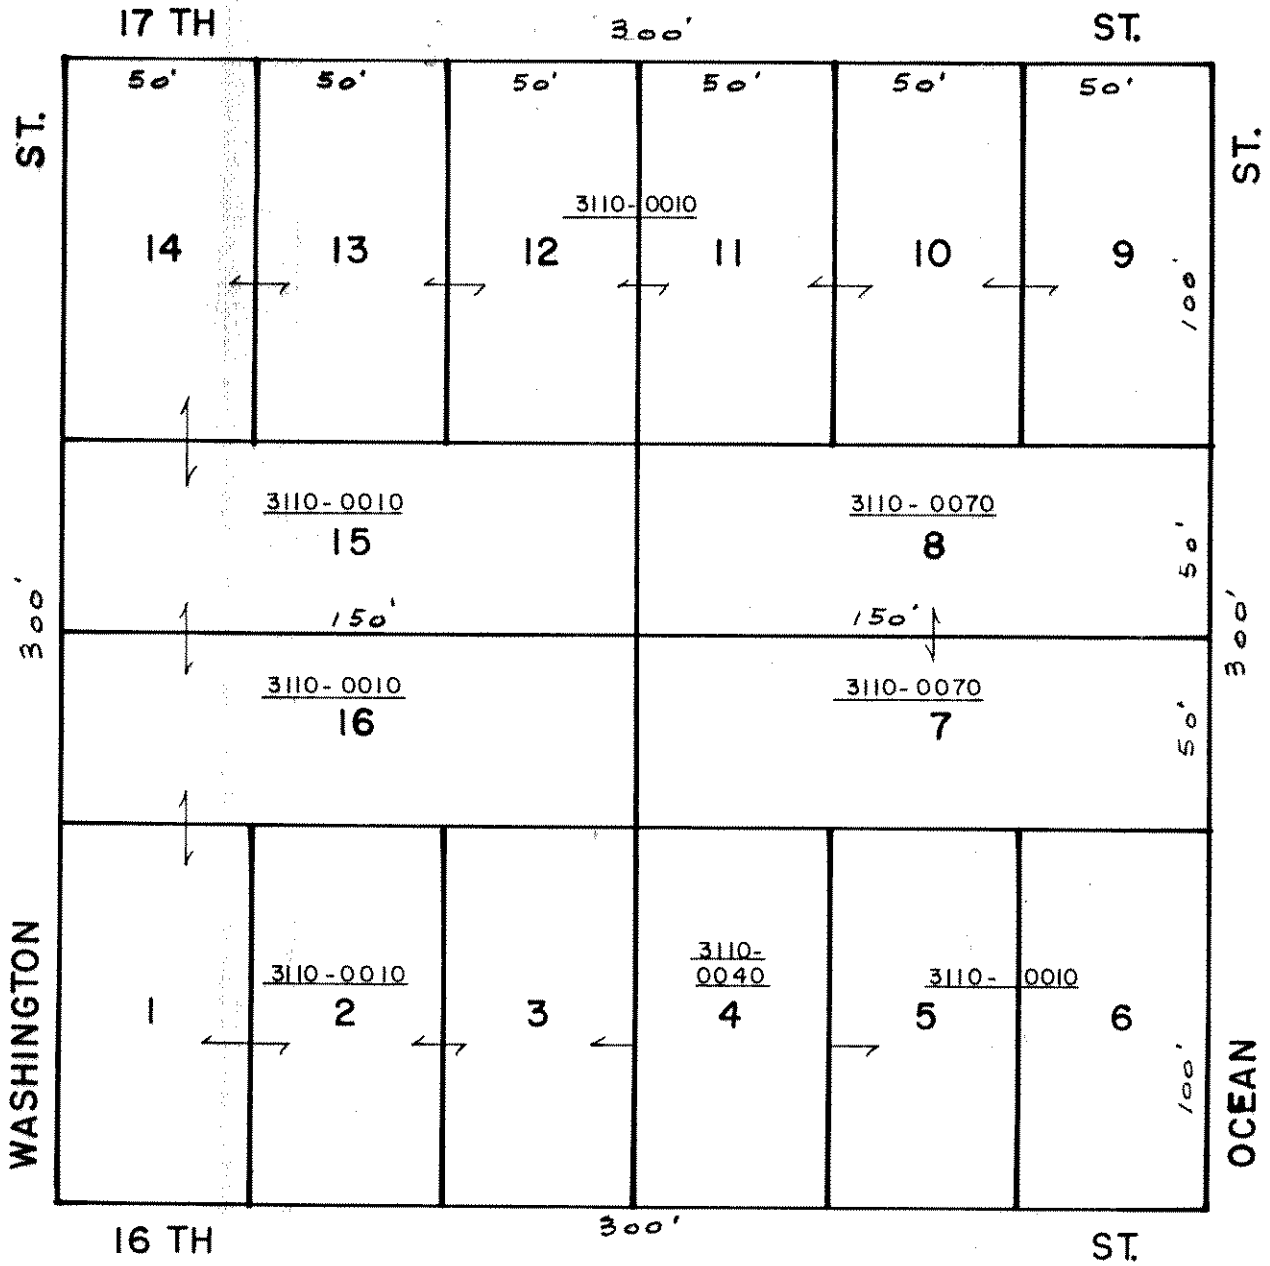 17 TH 300' ST.
50' 50' 50' 50' 50' 50'
ST. ST.
3110-0010
14 13 12 11 10 9
100'
3110-0010 3110-0070
15 8
50'
150' 150'
300' 300'
3110-0010 3110-0070
16 7
50'
3110-0010 3110-
0040 3110-0010
1 2 3 4 5 6
100'
WASHINGTON OCEAN
16 TH 300' ST.